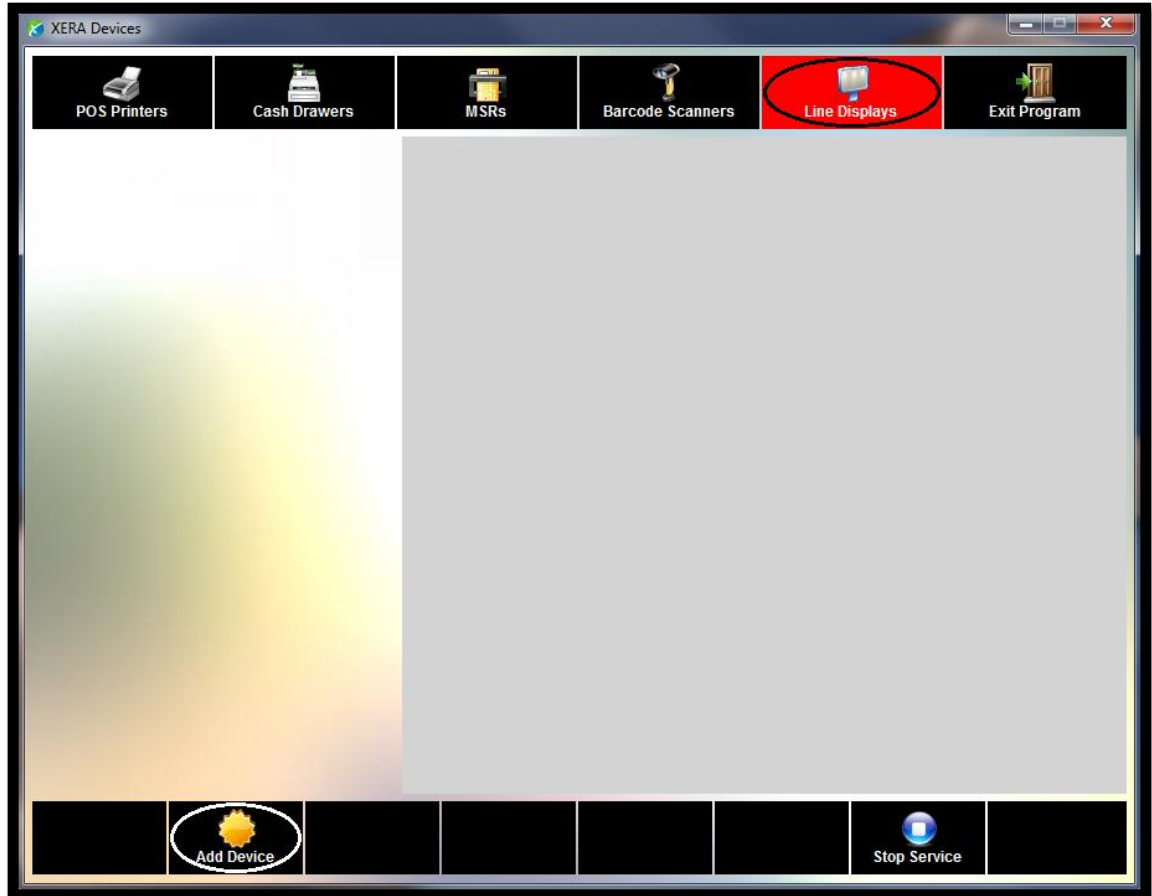 XERA Devices
POS Printers
Cash Drawers
MSRs
Barcode Scanners
Line Displays
Exit Program
Add Device
Stop Service